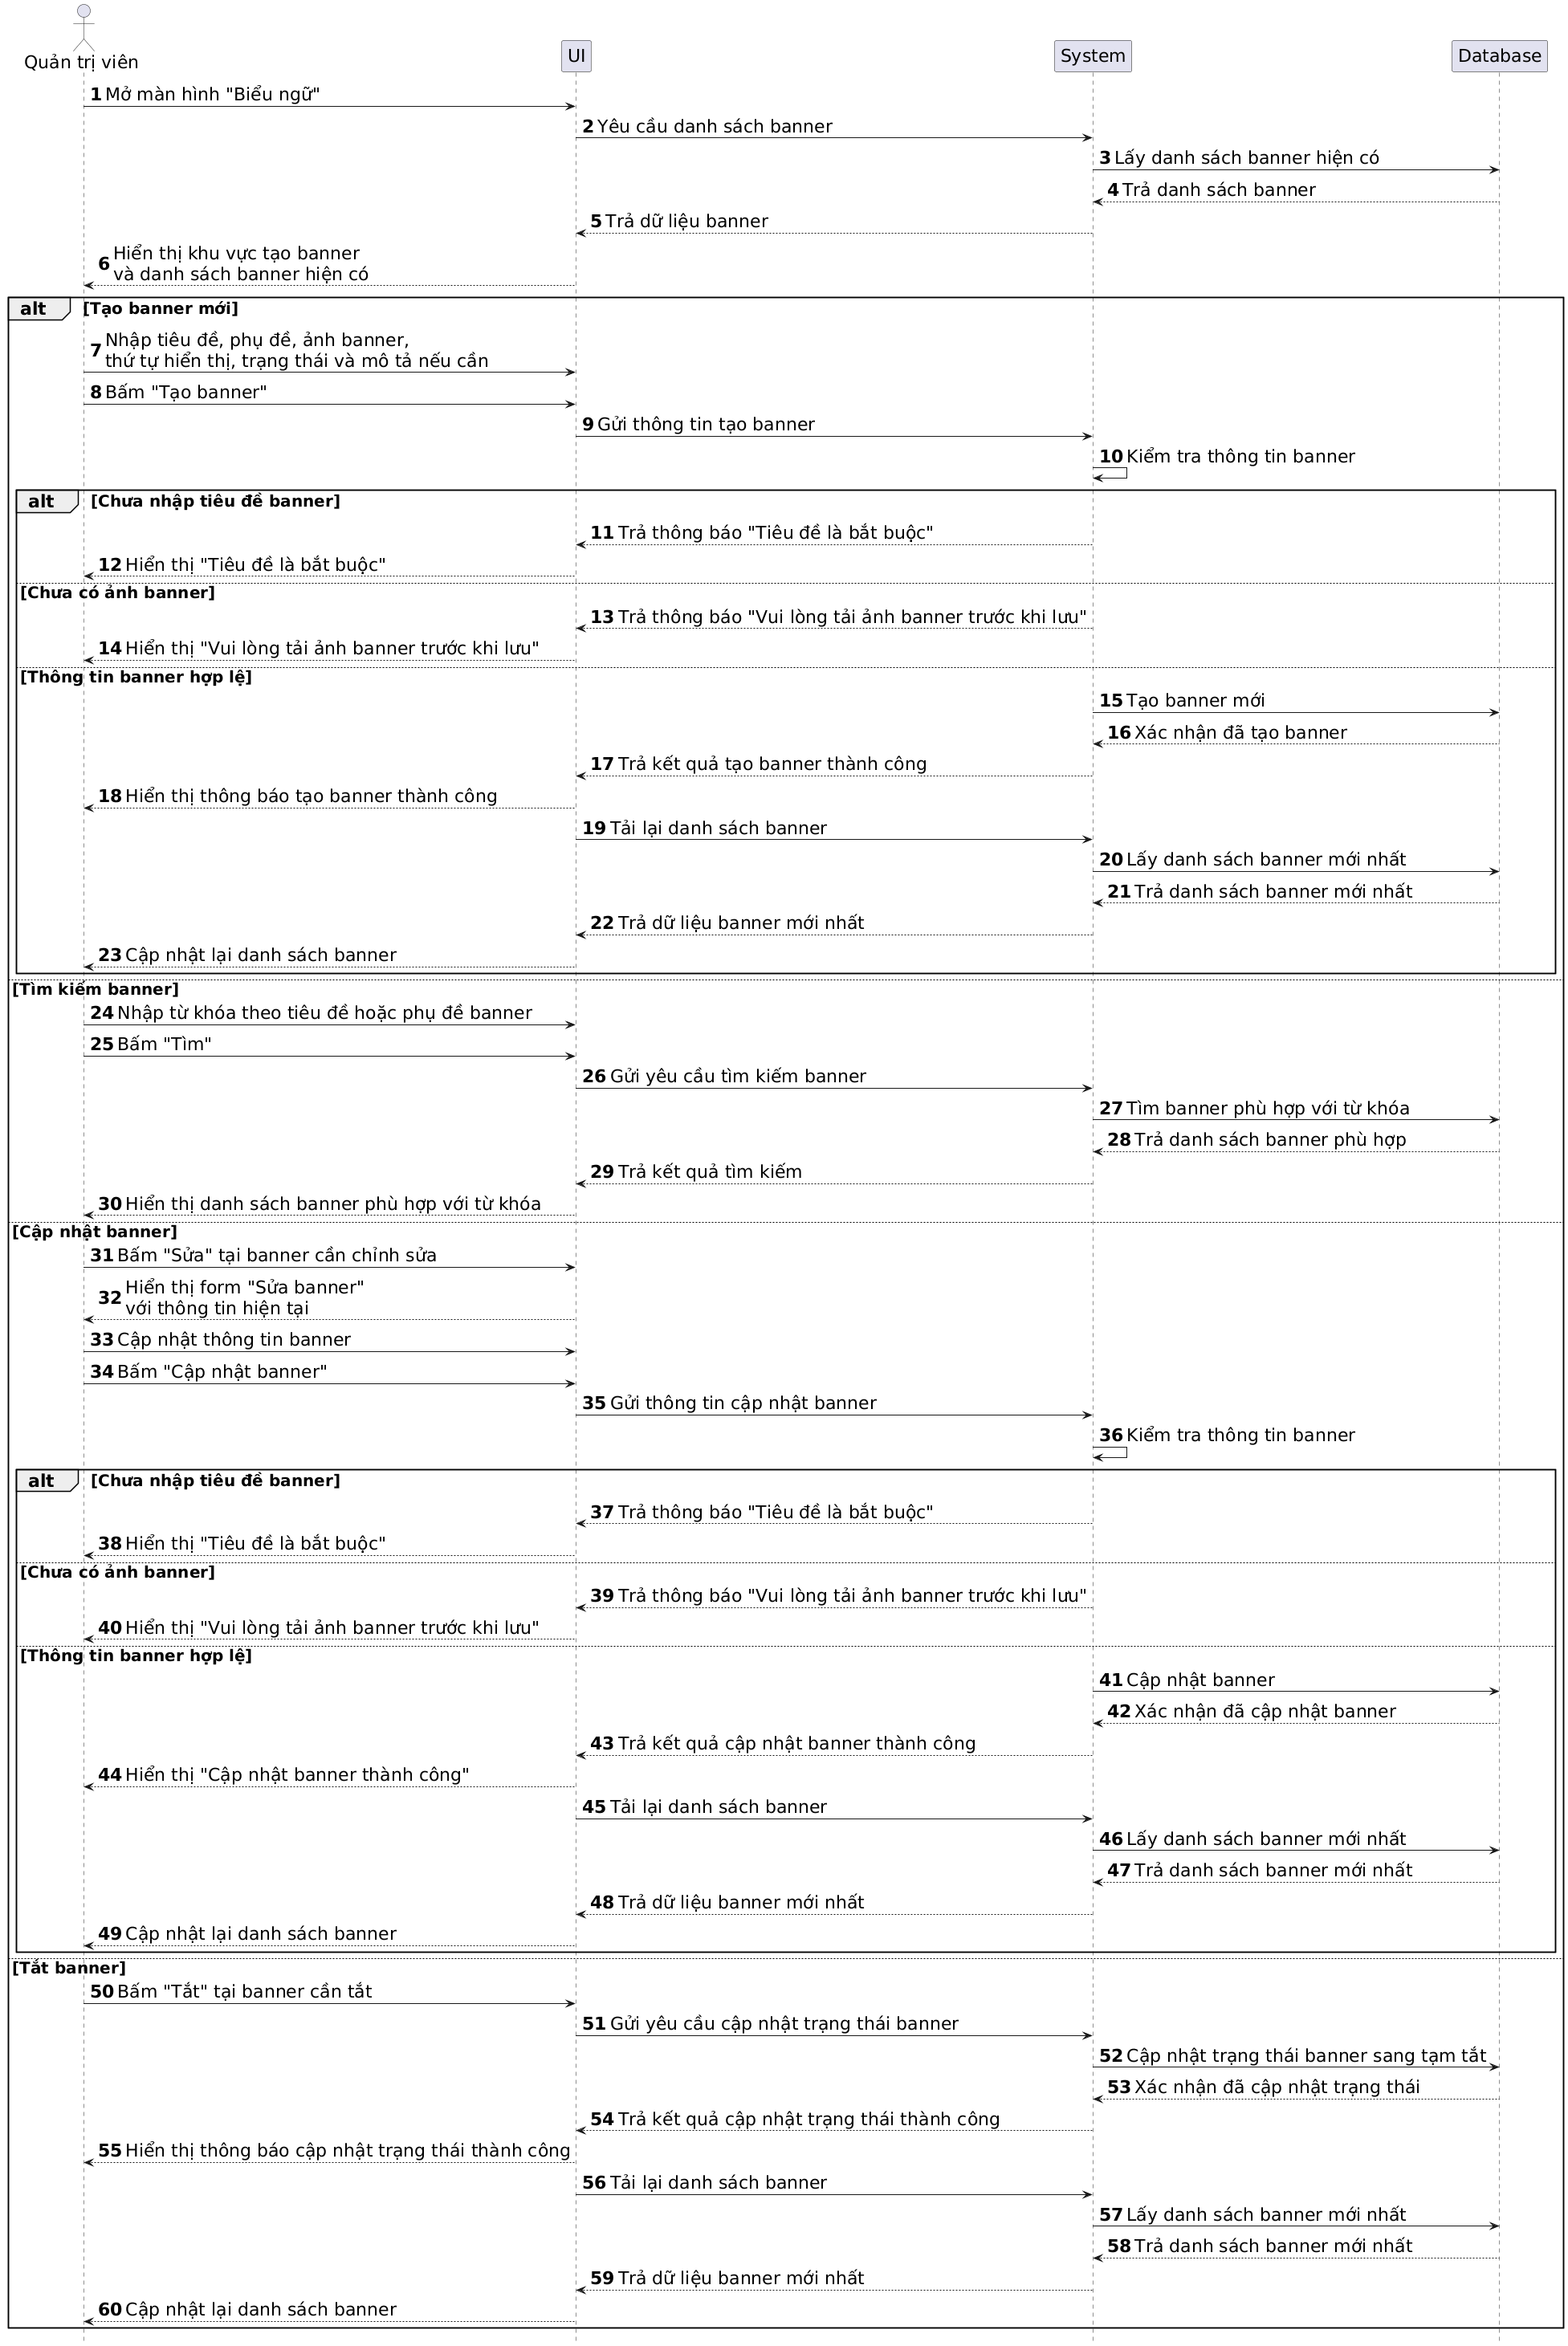 Quản trị viên
UI
System
Database
1 Mở màn hình "Biểu ngữ"
2 Yêu cầu danh sách banner
3 Lấy danh sách banner hiện có
4 Trả danh sách banner
5 Trả dữ liệu banner
6 Hiển thị khu vực tạo banner
và danh sách banner hiện có
alt [Tạo banner mới]
7 Nhập tiêu đề, phụ đề, ảnh banner,
thứ tự hiển thị, trạng thái và mô tả nếu cần
8 Bấm "Tạo banner"
9 Gửi thông tin tạo banner
10 Kiểm tra thông tin banner
alt [Chưa nhập tiêu đề banner]
11 Trả thông báo "Tiêu đề là bắt buộc"
12 Hiển thị "Tiêu đề là bắt buộc"
[Chưa có ảnh banner]
13 Trả thông báo "Vui lòng tải ảnh banner trước khi lưu"
14 Hiển thị "Vui lòng tải ảnh banner trước khi lưu"
[Thông tin banner hợp lệ]
15 Tạo banner mới
16 Xác nhận đã tạo banner
17 Trả kết quả tạo banner thành công
18 Hiển thị thông báo tạo banner thành công
19 Tải lại danh sách banner
20 Lấy danh sách banner mới nhất
21 Trả danh sách banner mới nhất
22 Trả dữ liệu banner mới nhất
23 Cập nhật lại danh sách banner
[Tìm kiếm banner]
24 Nhập từ khóa theo tiêu đề hoặc phụ đề banner
25 Bấm "Tìm"
26 Gửi yêu cầu tìm kiếm banner
27 Tìm banner phù hợp với từ khóa
28 Trả danh sách banner phù hợp
29 Trả kết quả tìm kiếm
30 Hiển thị danh sách banner phù hợp với từ khóa
[Cập nhật banner]
31 Bấm "Sửa" tại banner cần chỉnh sửa
32 Hiển thị form "Sửa banner"
với thông tin hiện tại
33 Cập nhật thông tin banner
34 Bấm "Cập nhật banner"
35 Gửi thông tin cập nhật banner
36 Kiểm tra thông tin banner
alt [Chưa nhập tiêu đề banner]
37 Trả thông báo "Tiêu đề là bắt buộc"
38 Hiển thị "Tiêu đề là bắt buộc"
[Chưa có ảnh banner]
39 Trả thông báo "Vui lòng tải ảnh banner trước khi lưu"
40 Hiển thị "Vui lòng tải ảnh banner trước khi lưu"
[Thông tin banner hợp lệ]
41 Cập nhật banner
42 Xác nhận đã cập nhật banner
43 Trả kết quả cập nhật banner thành công
44 Hiển thị "Cập nhật banner thành công"
45 Tải lại danh sách banner
46 Lấy danh sách banner mới nhất
47 Trả danh sách banner mới nhất
48 Trả dữ liệu banner mới nhất
49 Cập nhật lại danh sách banner
[Tắt banner]
50 Bấm "Tắt" tại banner cần tắt
51 Gửi yêu cầu cập nhật trạng thái banner
52 Cập nhật trạng thái banner sang tạm tắt
53 Xác nhận đã cập nhật trạng thái
54 Trả kết quả cập nhật trạng thái thành công
55 Hiển thị thông báo cập nhật trạng thái thành công
56 Tải lại danh sách banner
57 Lấy danh sách banner mới nhất
58 Trả danh sách banner mới nhất
59 Trả dữ liệu banner mới nhất
60 Cập nhật lại danh sách banner